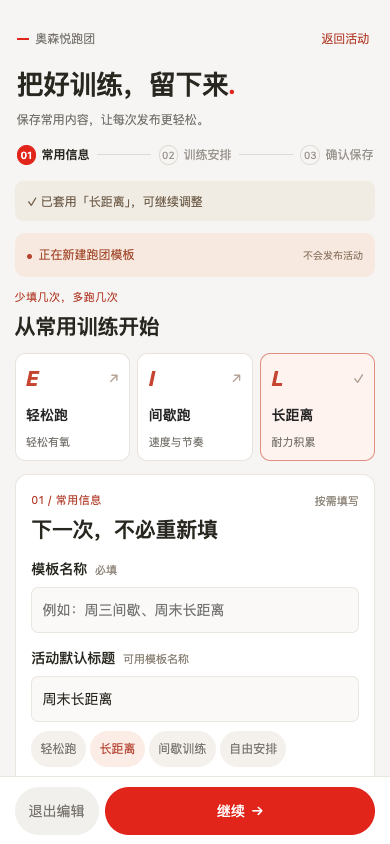 奥森悦跑团
返回活动
把好训练，留下来.
保存常用内容，让每次发布更轻松。
01 常用信息
02 训练安排
03 确认保存
✓ 已套用「长距离」，可继续调整
正在新建跑团模板
不会发布活动
少填几次，多跑几次
从常用训练开始
E ↗
轻松跑
轻松有氧
I ↗
间歇跑
速度与节奏
L ✓
长距离
耐力积累
01 / 常用信息
按需填写
下一次，不必重新填
模板名称 必填
例如：周三间歇、周末长距离
活动默认标题 可用模板名称
周末长距离
轻松跑
长距离
间歇训练
自由安排
退出编辑
继续 →